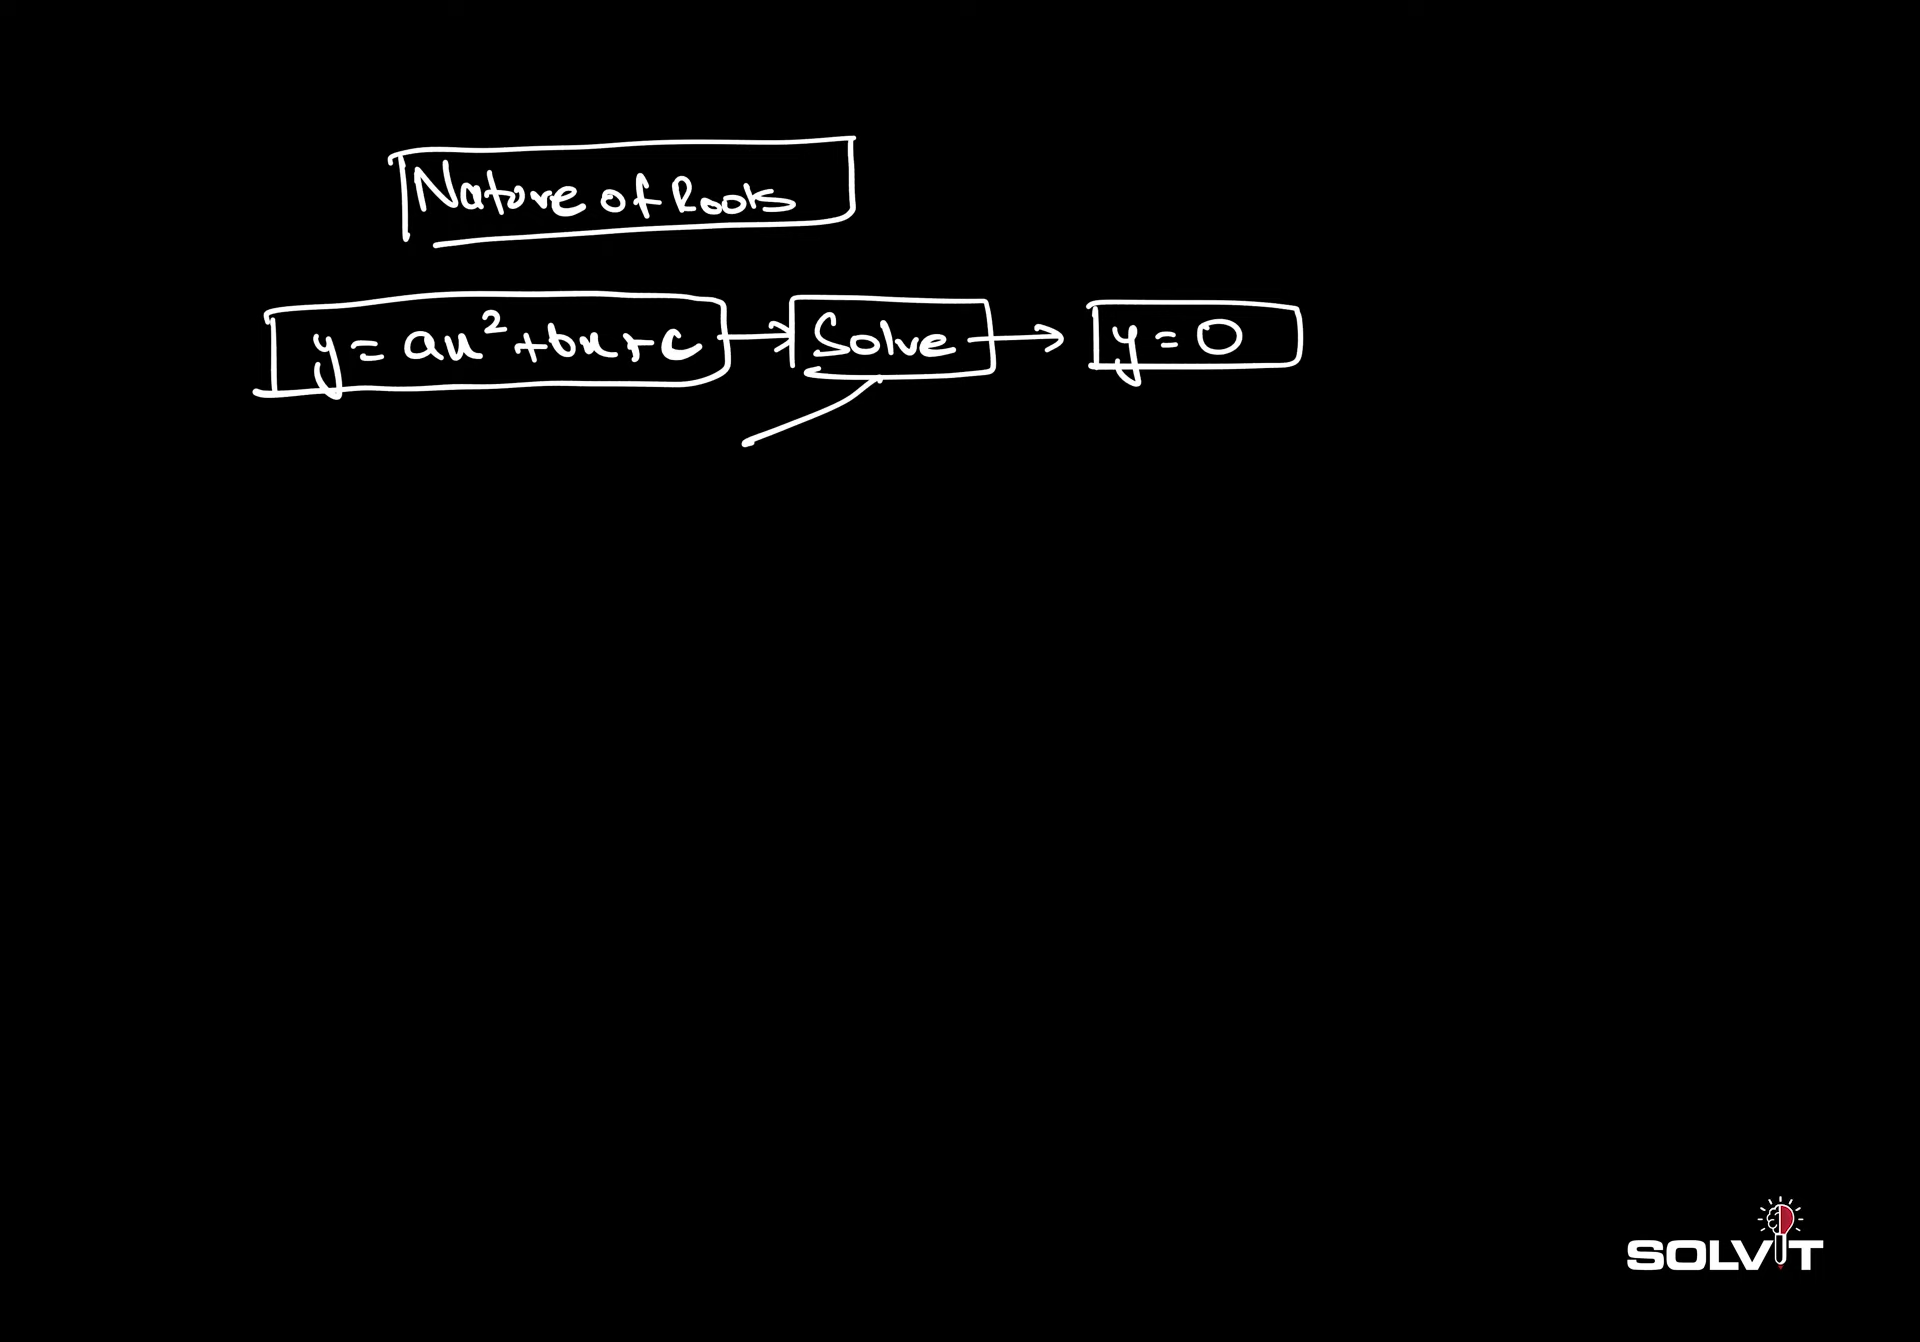 Nature of Roots
y = ax² + bx + c → Solve → y = 0
SOLVIT